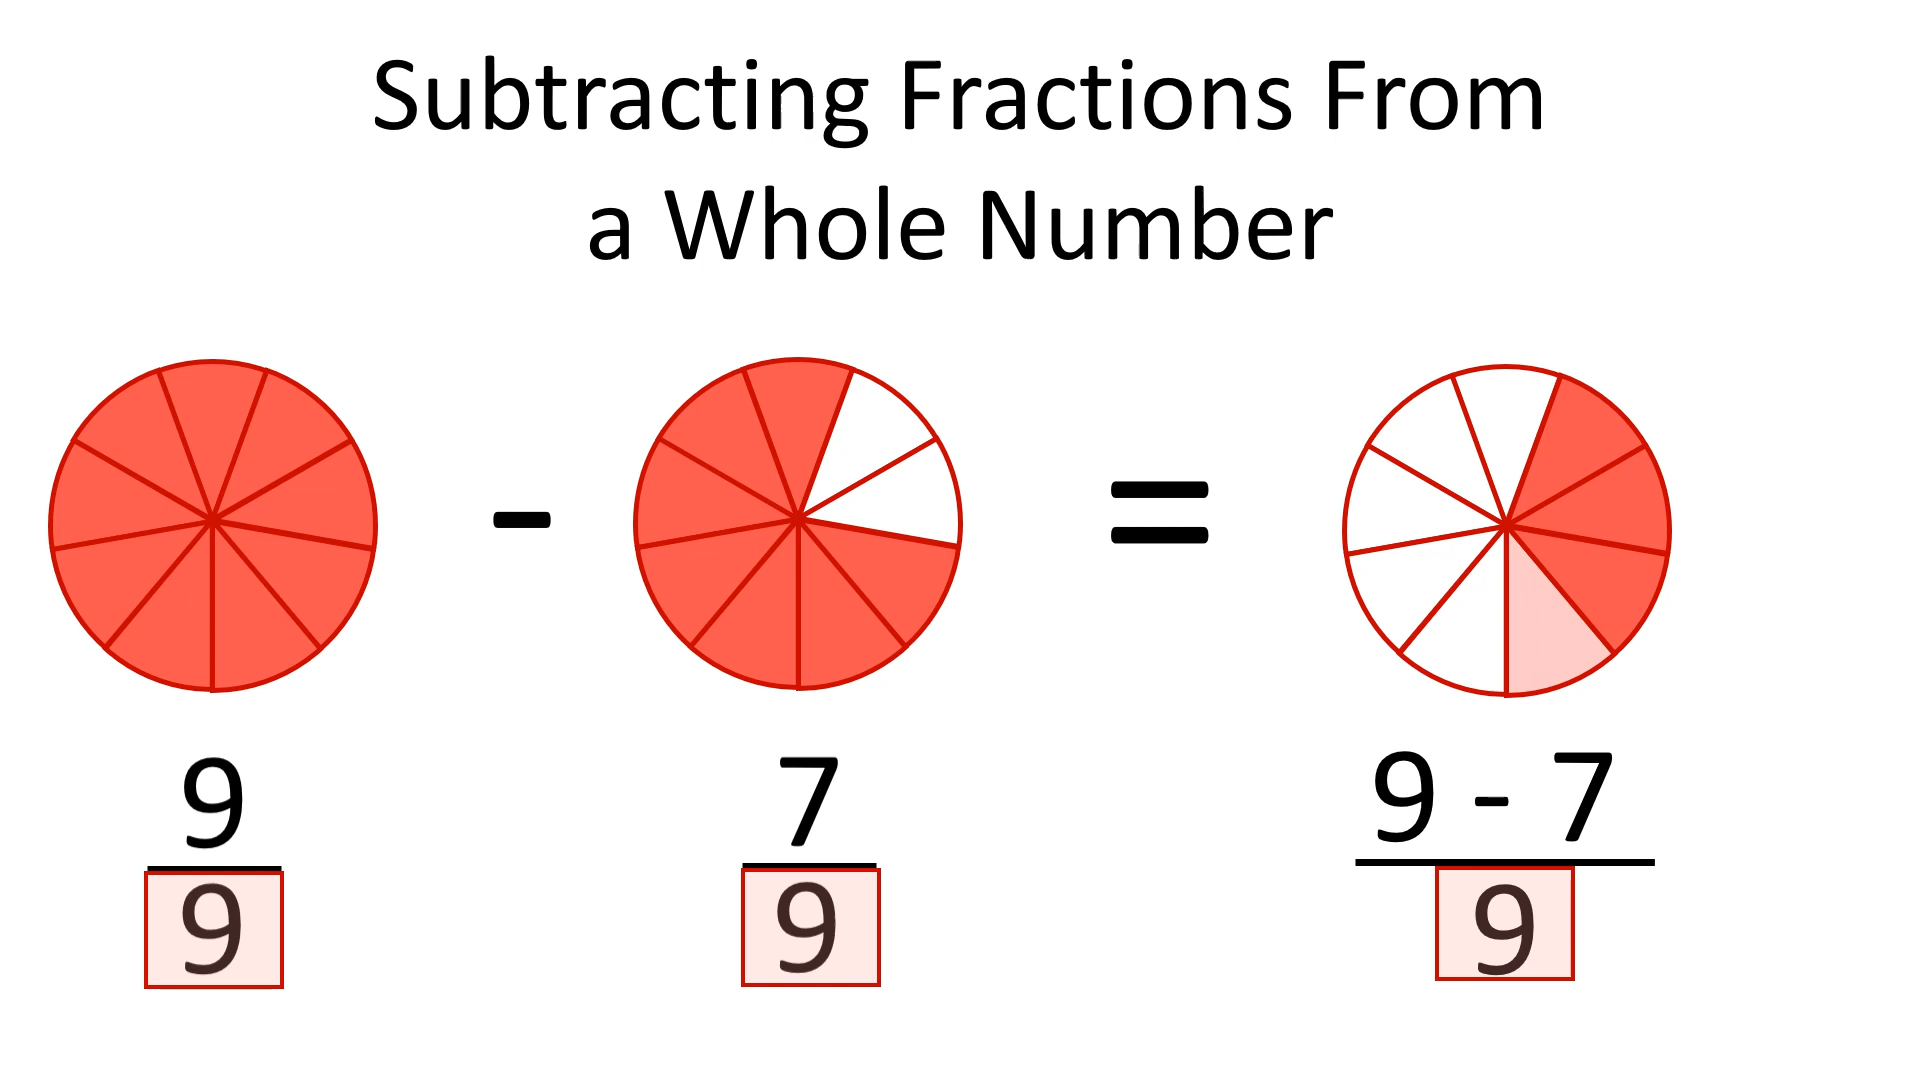 Subtracting Fractions From
a Whole Number
- =
9 7 9 - 7
9 9 9